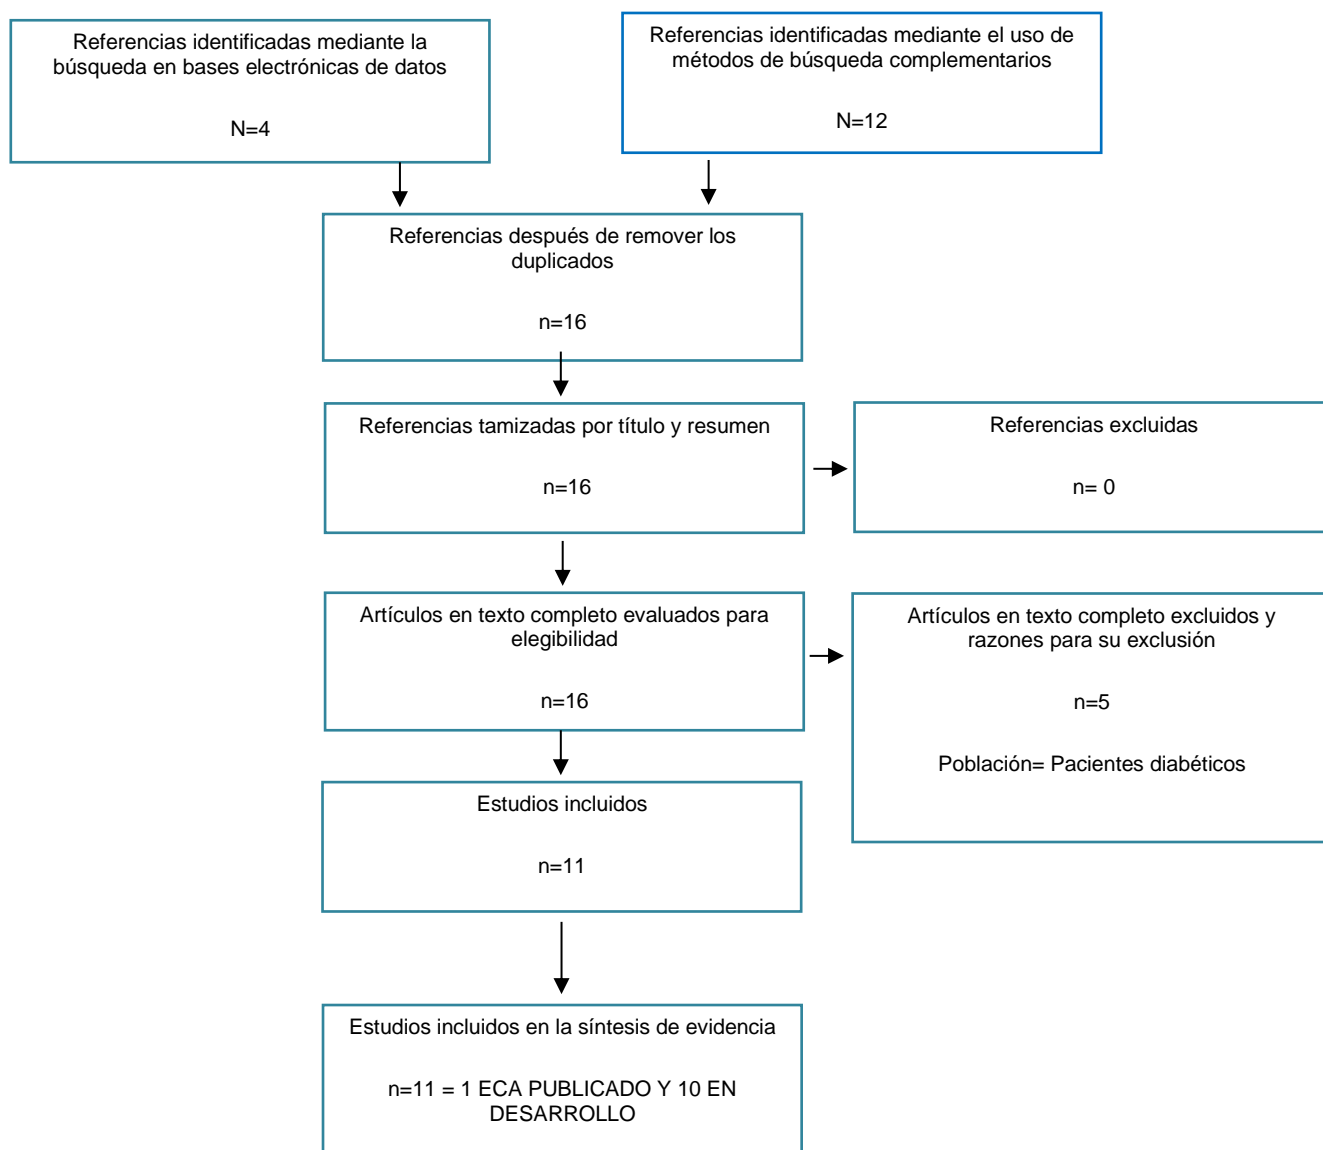 Referencias identificadas mediante la
búsqueda en bases electrónicas de datos
N=4
Referencias identificadas mediante el uso de
métodos de búsqueda complementarios
N=12
Referencias después de remover los
duplicados
n=16
Referencias tamizadas por título y resumen
n=16
Referencias excluidas
n= 0
Artículos en texto completo evaluados para
elegibilidad
n=16
Artículos en texto completo excluidos y
razones para su exclusión
n=5
Población= Pacientes diabéticos
Estudios incluidos
n=11
Estudios incluidos en la síntesis de evidencia
n=11 = 1 ECA PUBLICADO Y 10 EN
DESARROLLO